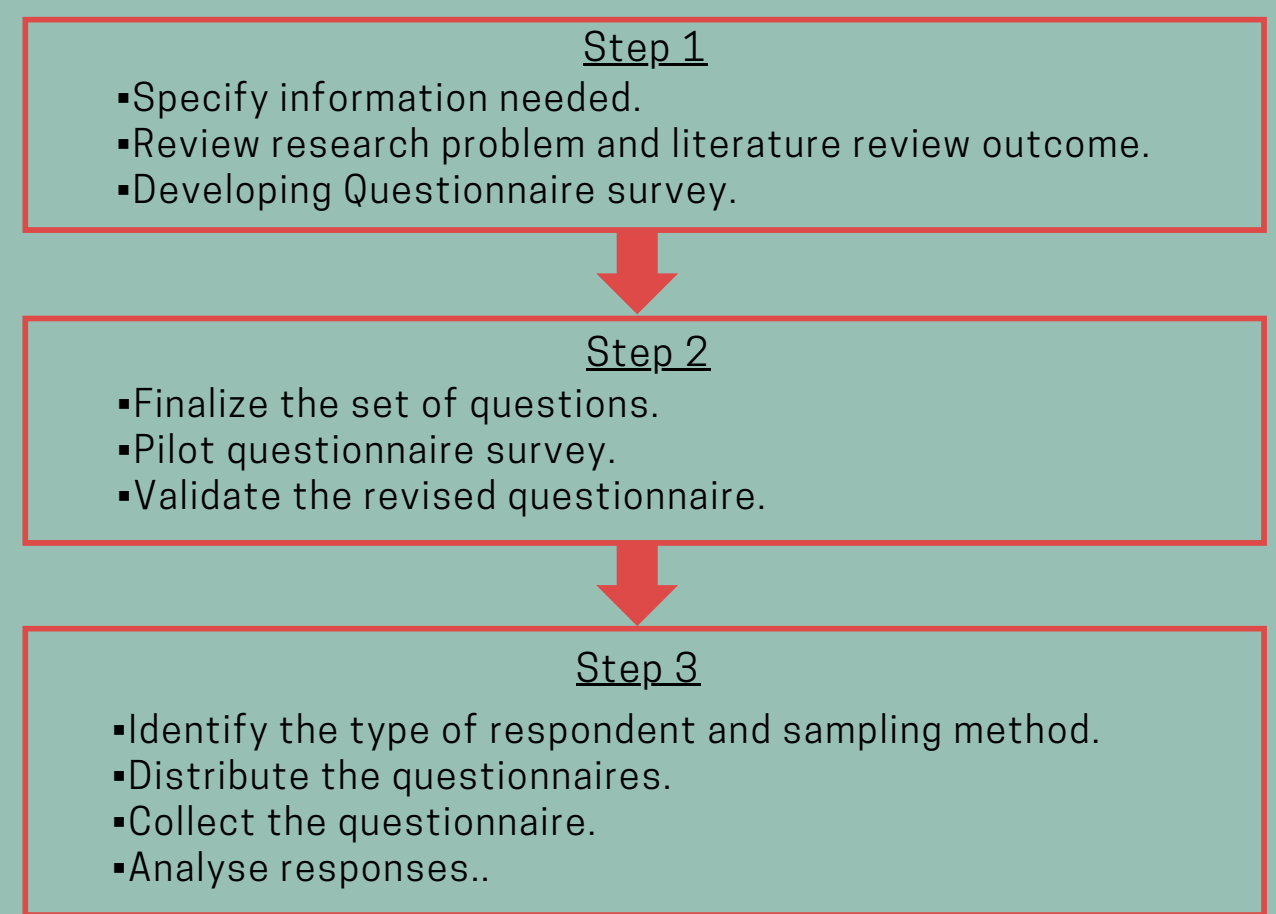 Step 1
▪Specify information needed.
▪Review research problem and literature review outcome.
▪Developing Questionnaire survey.
Step 2
▪Finalize the set of questions.
▪Pilot questionnaire survey.
▪Validate the revised questionnaire.
Step 3
▪Identify the type of respondent and sampling method.
▪Distribute the questionnaires.
▪Collect the questionnaire.
▪Analyse responses..